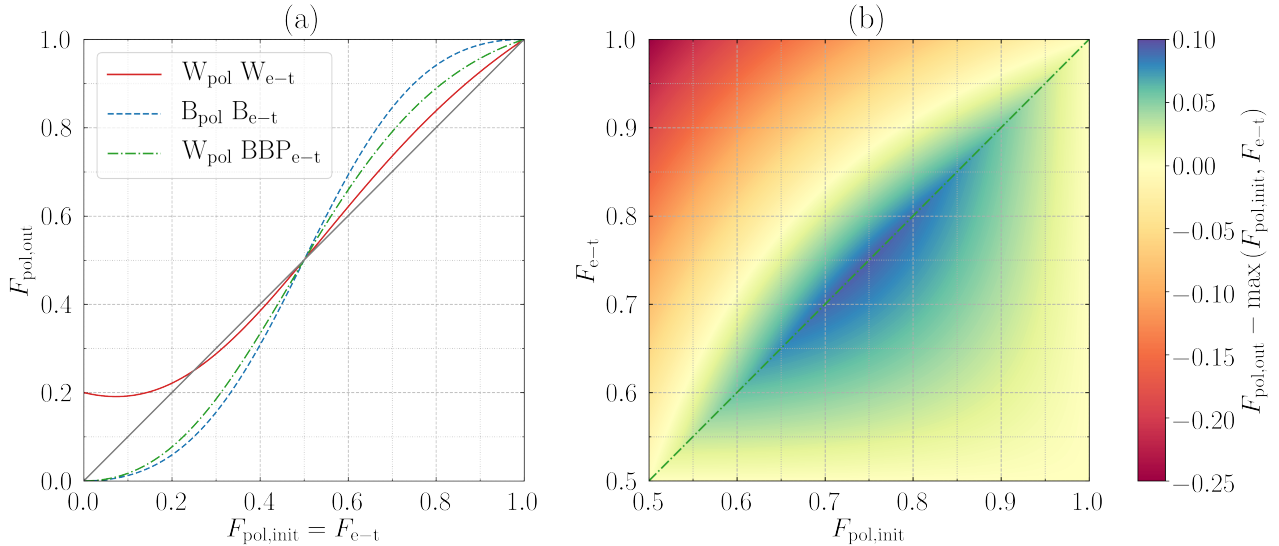 (a)
F_pol,out
1.0
0.8
0.6
0.4
0.2
0.0
W_pol W_e−t
B_pol B_e−t
W_pol BBP_e−t
0.0 0.2 0.4 0.6 0.8 1.0
F_pol,init = F_e−t
(b)
F_e−t
1.0
0.9
0.8
0.7
0.6
0.5
0.5 0.6 0.7 0.8 0.9 1.0
F_pol,init
0.10
0.05
0.00
−0.05
−0.10
−0.15
−0.20
−0.25
F_pol,out − max (F_pol,init, F_e−t)